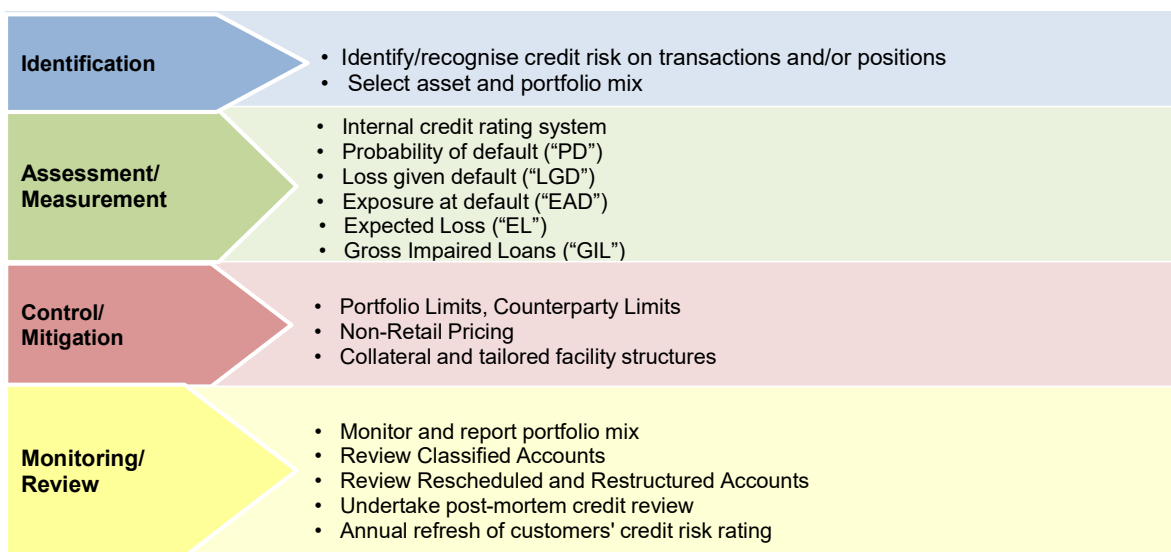 Identification
• Identify/recognise credit risk on transactions and/or positions
• Select asset and portfolio mix
Assessment/
Measurement
• Internal credit rating system
• Probability of default (“PD”)
• Loss given default (“LGD”)
• Exposure at default (“EAD”)
• Expected Loss (“EL”)
• Gross Impaired Loans (“GIL”)
Control/
Mitigation
• Portfolio Limits, Counterparty Limits
• Non-Retail Pricing
• Collateral and tailored facility structures
Monitoring/
Review
• Monitor and report portfolio mix
• Review Classified Accounts
• Review Rescheduled and Restructured Accounts
• Undertake post-mortem credit review
• Annual refresh of customers' credit risk rating